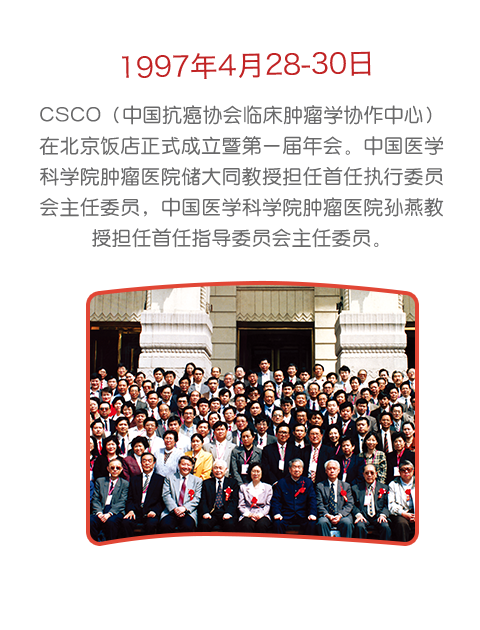 1997年4月28-30日
CSCO（中国抗癌协会临床肿瘤学协作中心）
在北京饭店正式成立暨第一届年会。中国医学
科学院肿瘤医院储大同教授担任首任执行委员
会主任委员，中国医学科学院肿瘤医院孙燕教
授担任首任指导委员会主任委员。